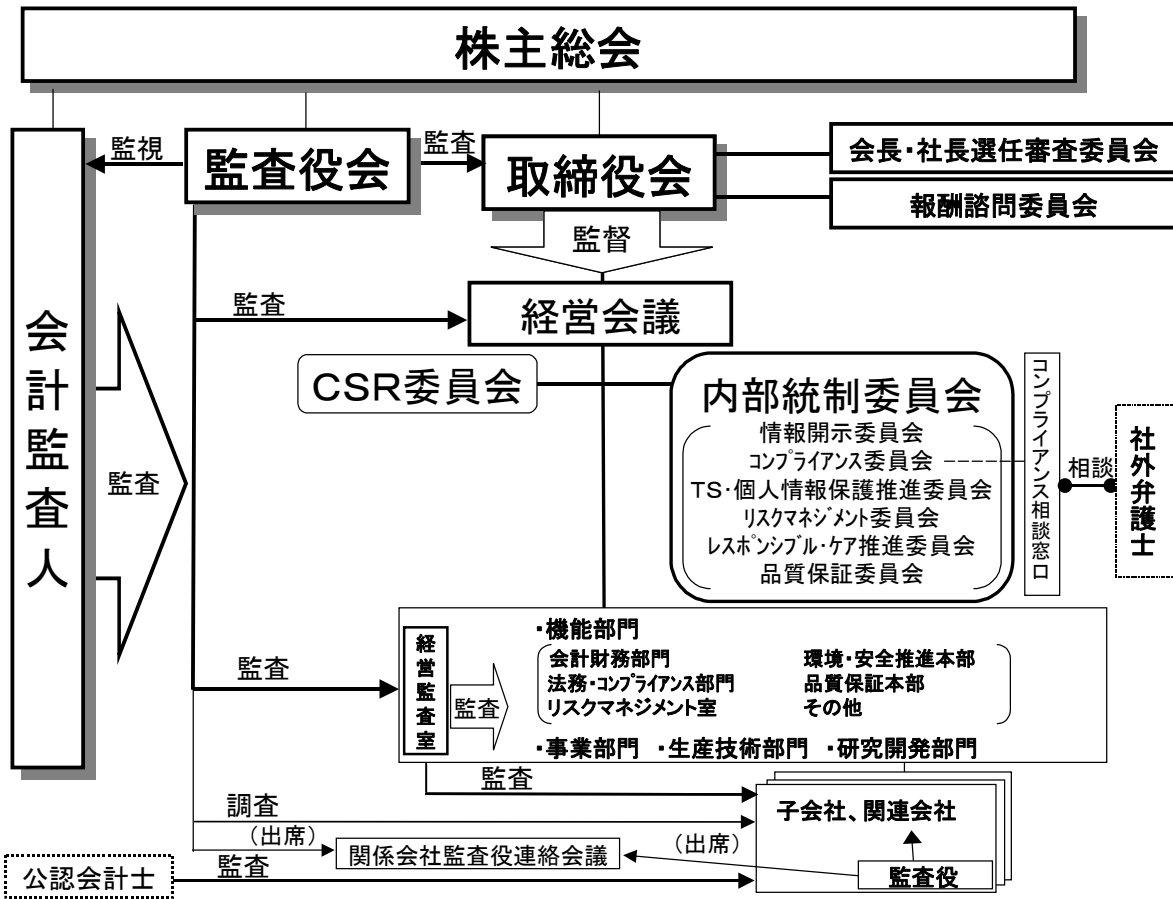 株主総会
監視
監査役会
監査
取締役会
会長・社長選任審査委員会
報酬諮問委員会
監督
会計監査人
監査
監査
経営会議
CSR委員会
内部統制委員会
情報開示委員会
コンプライアンス委員会
TS・個人情報保護推進委員会
リスクマネジメント委員会
レスポンシブル・ケア推進委員会
品質保証委員会
コンプライアンス相談窓口
相談
社外弁護士
監査
経営監査室
監査
・機能部門
会計財務部門
環境・安全推進本部
法務・コンプライアンス部門
品質保証本部
リスクマネジメント室
その他
・事業部門 ・生産技術部門 ・研究開発部門
監査
調査
子会社、関連会社
(出席)
関係会社監査役連絡会議
(出席)
監査役
公認会計士
監査